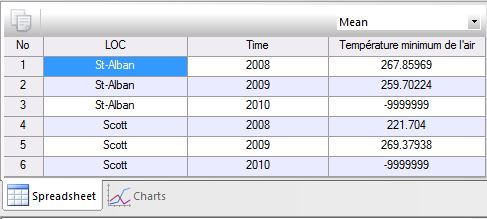 Mean
No LOC Time Température minimum de l'air
1 St-Alban 2008 267.85969
2 St-Alban 2009 259.70224
3 St-Alban 2010 -9999999
4 Scott 2008 221.704
5 Scott 2009 269.37938
6 Scott 2010 -9999999
Spreadsheet Charts